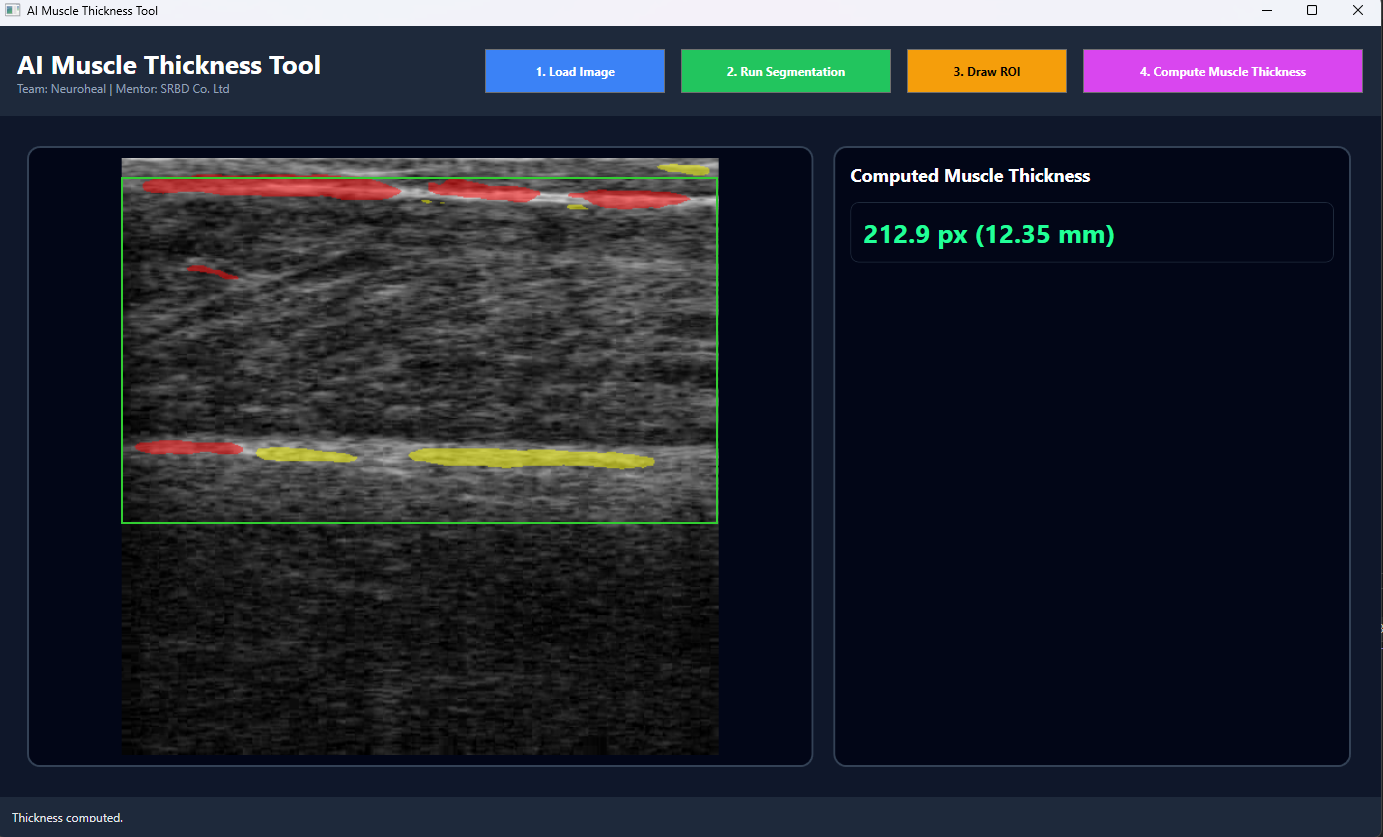 AI Muscle Thickness Tool
AI Muscle Thickness Tool
Team: Neuroheal | Mentor: SRBD Co. Ltd
1. Load Image
2. Run Segmentation
3. Draw ROI
4. Compute Muscle Thickness
Computed Muscle Thickness
212.9 px (12.35 mm)
Thickness computed.